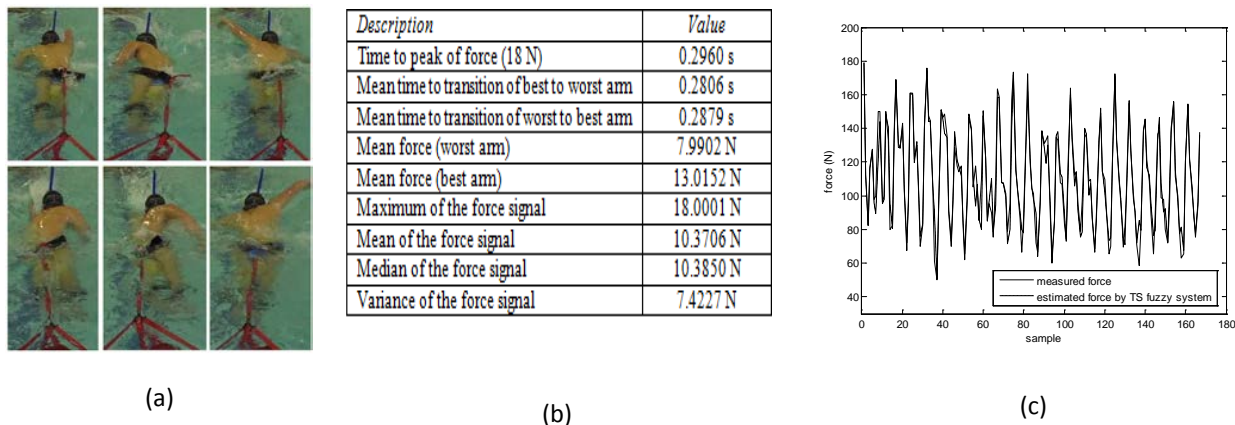 Description Value
Time to peak of force (18 N) 0.2960 s
Mean time to transition of best to worst arm 0.2806 s
Mean time to transition of worst to best arm 0.2879 s
Mean force (worst arm) 7.9902 N
Mean force (best arm) 13.0152 N
Maximum of the force signal 18.0001 N
Mean of the force signal 10.3706 N
Median of the force signal 10.3850 N
Variance of the force signal 7.4227 N
200
180
160
140
120
100
80
60
40
force (N)
measured force
estimated force by TS fuzzy system
0 20 40 60 80 100 120 140 160 180
sample
(a)
(b)
(c)